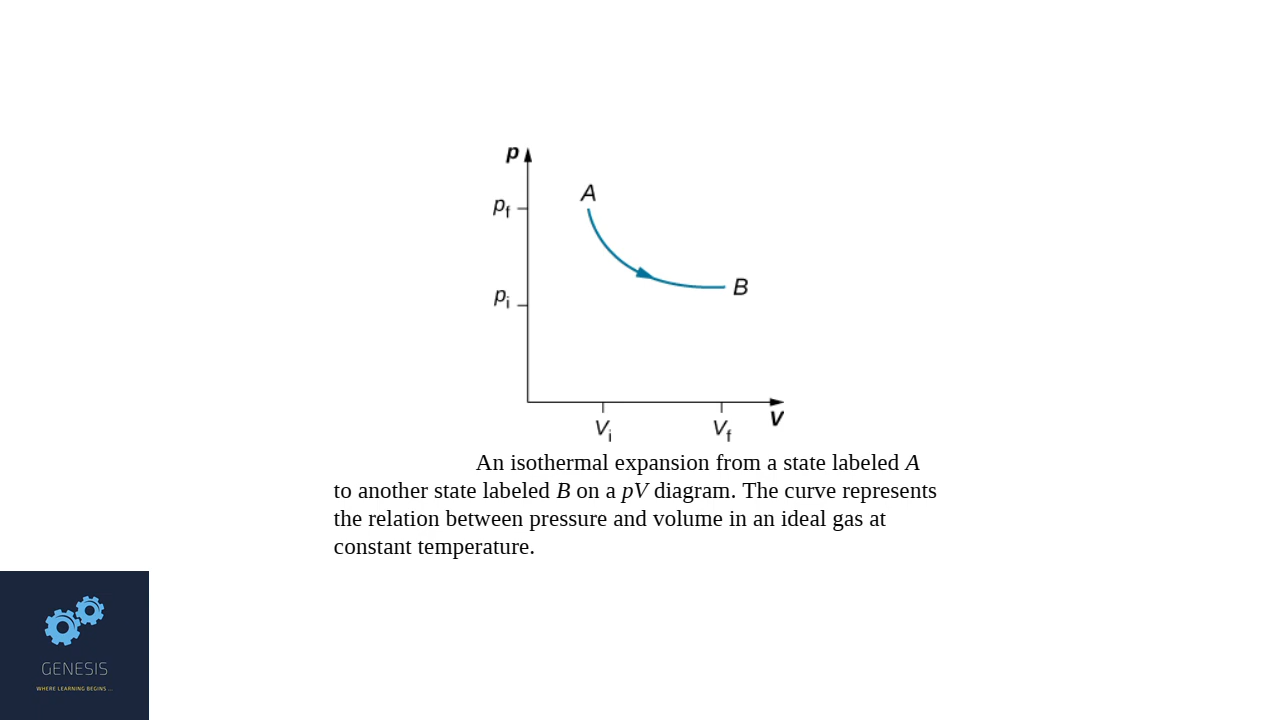 p
A
pf
B
pi
V
Vi
Vf
An isothermal expansion from a state labeled A
to another state labeled B on a pV diagram. The curve represents
the relation between pressure and volume in an ideal gas at
constant temperature.
GENESIS
WHERE LEARNING BEGINS ...